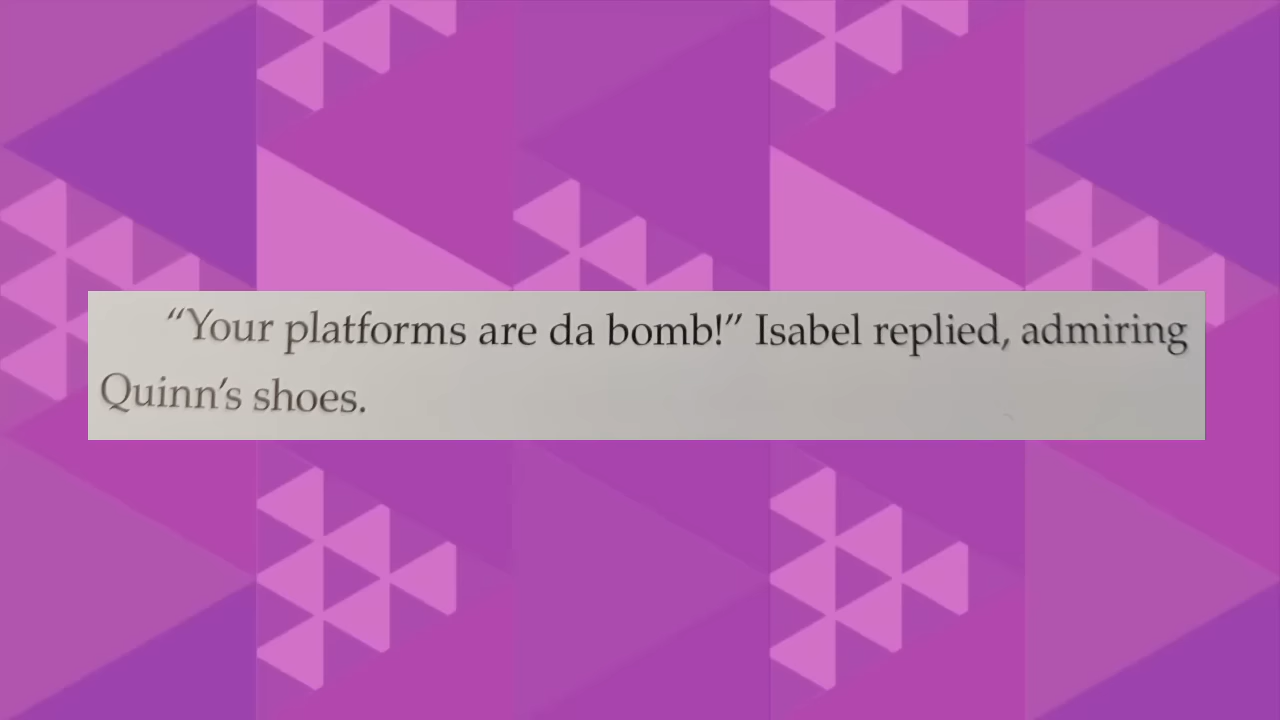 “Your platforms are da bomb!” Isabel replied, admiring
Quinn’s shoes.